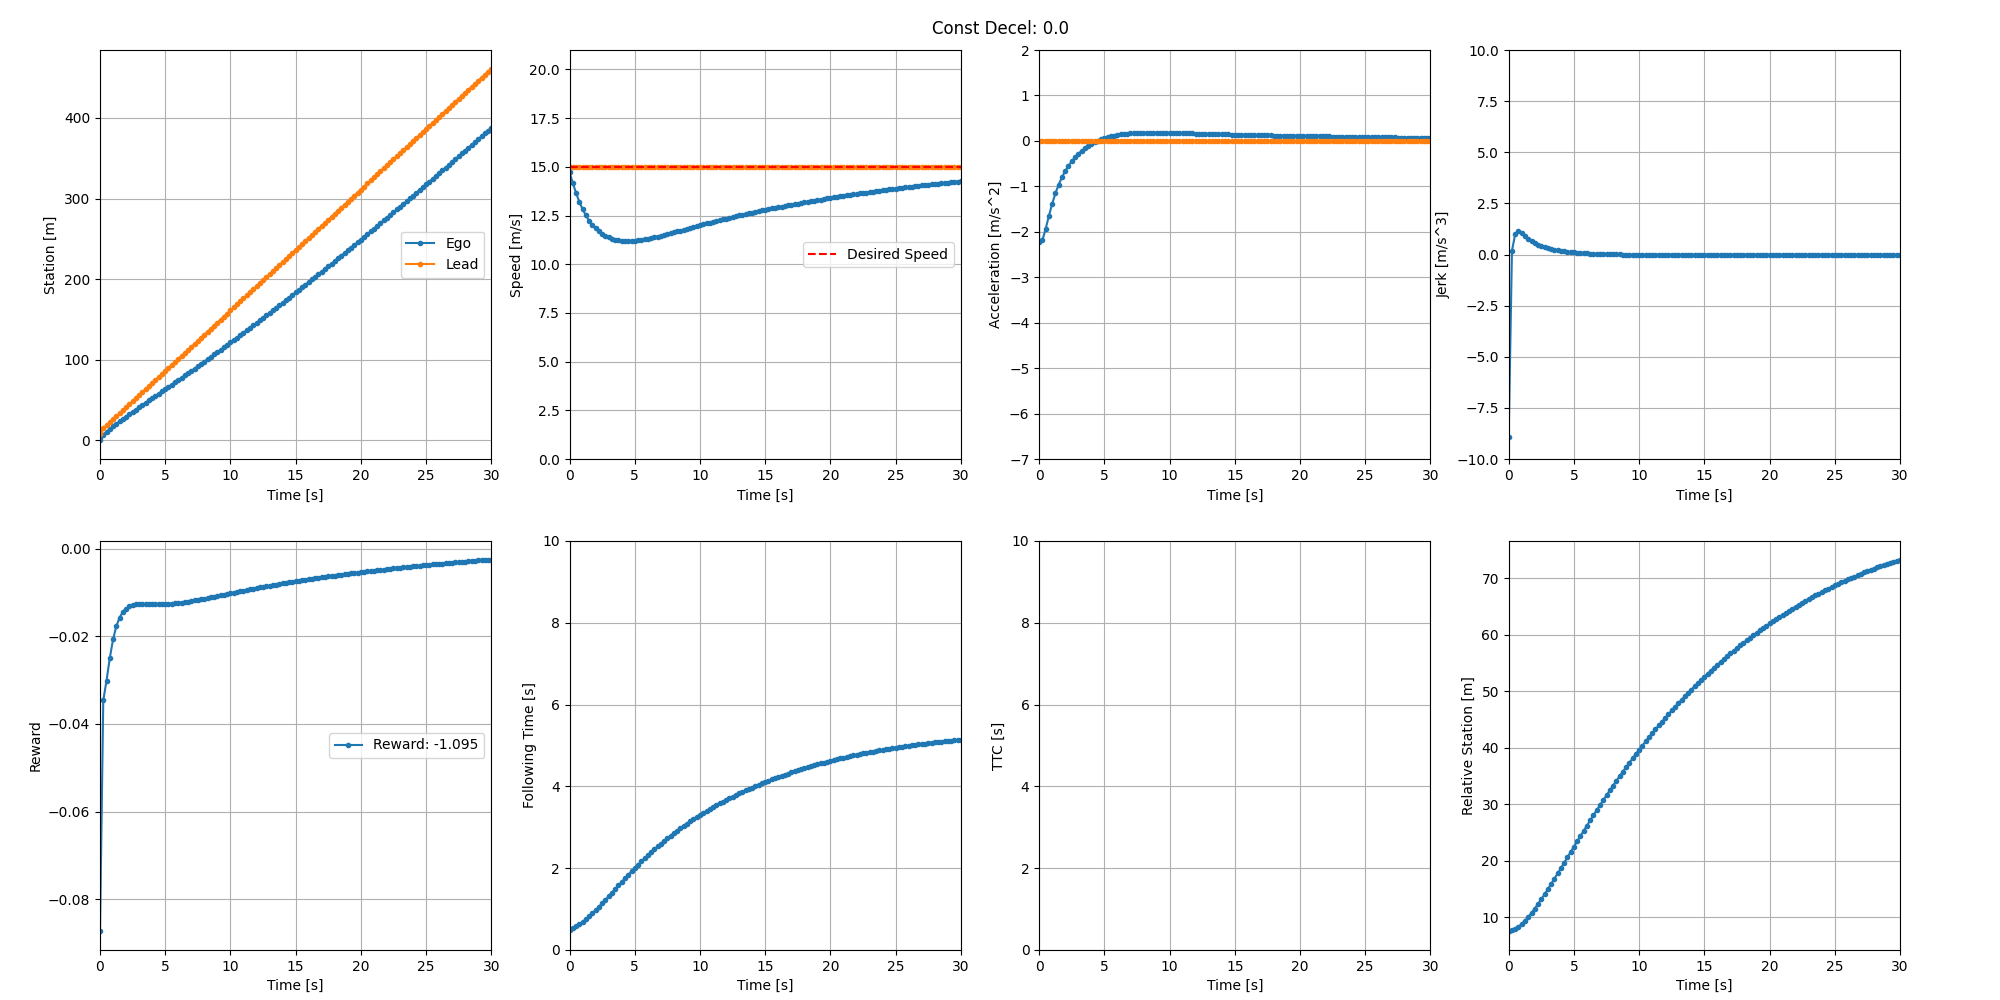 Const Decel: 0.0
Station [m]
400
300
200
100
0
Ego
Lead
0 5 10 15 20 25 30
Time [s]
Speed [m/s]
20.0
17.5
15.0
12.5
10.0
7.5
5.0
2.5
0.0
Desired Speed
0 5 10 15 20 25 30
Time [s]
Acceleration [m/s^2]
2
1
0
−1
−2
−3
−4
−5
−6
−7
0 5 10 15 20 25 30
Time [s]
Jerk [m/s^3]
10.0
7.5
5.0
2.5
0.0
−2.5
−5.0
−7.5
−10.0
0 5 10 15 20 25 30
Time [s]
Reward
0.00
−0.02
−0.04
−0.06
−0.08
Reward: -1.095
0 5 10 15 20 25 30
Time [s]
Following Time [s]
10
8
6
4
2
0
0 5 10 15 20 25 30
Time [s]
TTC [s]
10
8
6
4
2
0
0 5 10 15 20 25 30
Time [s]
Relative Station [m]
70
60
50
40
30
20
10
0 5 10 15 20 25 30
Time [s]